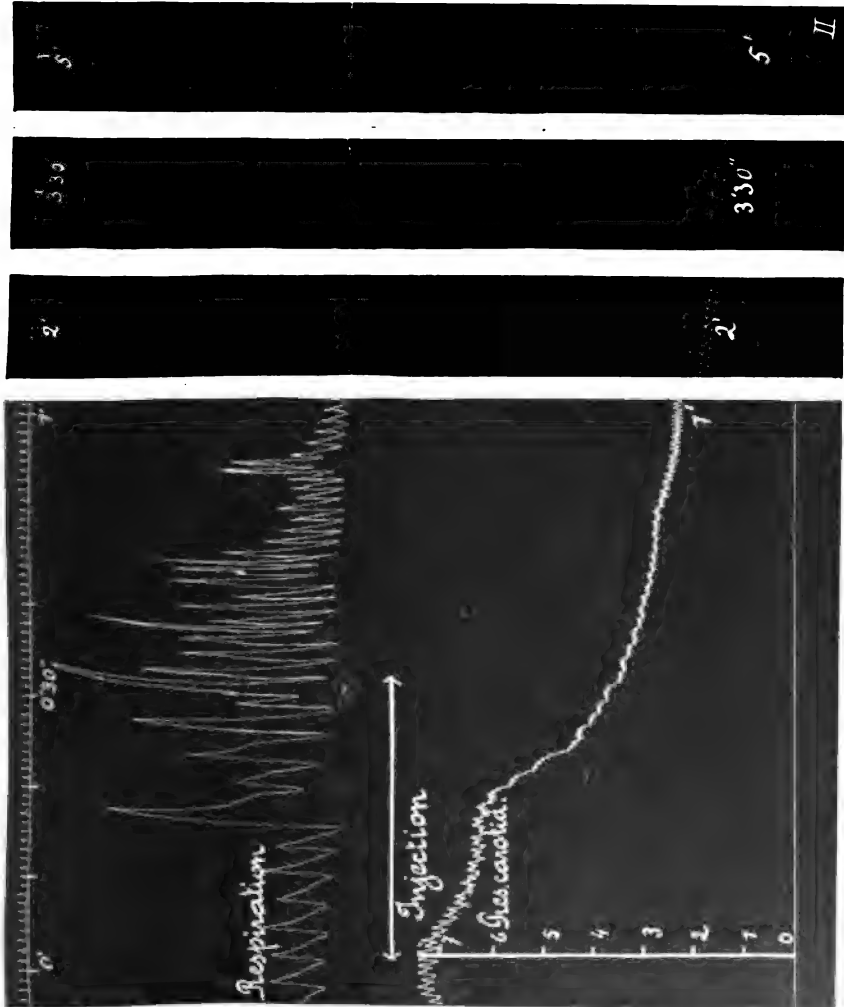 0' 0'30" 1' 2' 3'30 5'
Respiration
Injection
7
6 Pres. carotid.
5
4
3
2 1' 2' 3'30" 5'
1
0
II